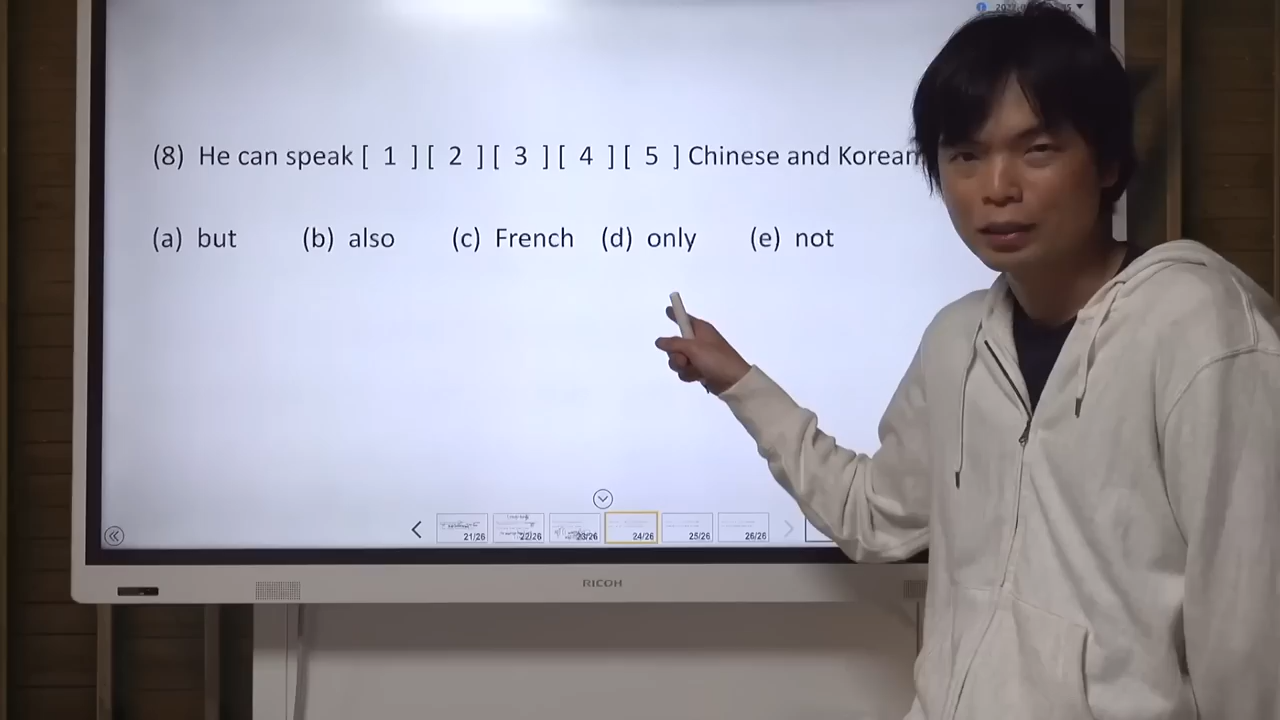 (8) He can speak [ 1 ] [ 2 ] [ 3 ] [ 4 ] [ 5 ] Chinese and Korean
(a) but (b) also (c) French (d) only (e) not
21/26 22/26 23/26 24/26 25/26 26/26
RICOH